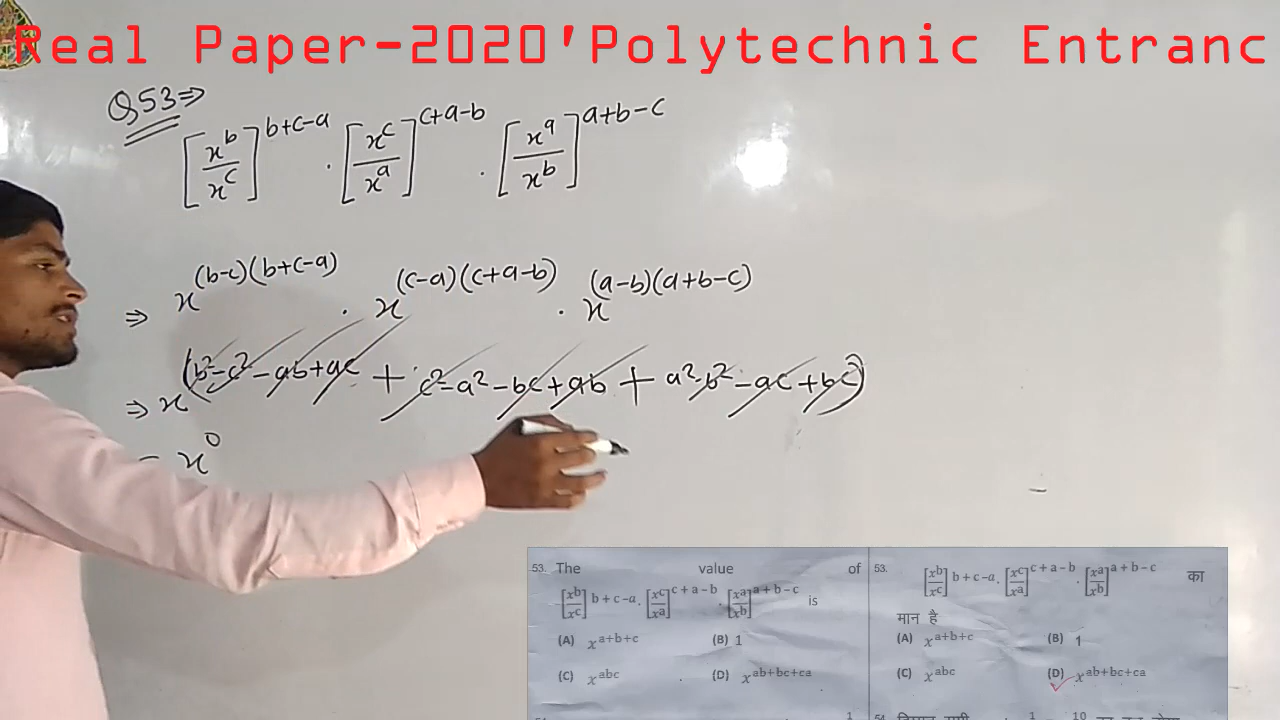 Real Paper-2020'Polytechnic Entranc
Q53⇒
[x^b/x^c]^(b+c-a) · [x^c/x^a]^(c+a-b) · [x^a/x^b]^(a+b-c)
⇒ x^(b-c)(b+c-a) · x^(c-a)(c+a-b) · x^(a-b)(a+b-c)
⇒ x^(b²-c²-ab+ac + c²-a²-bc+ab + a²-b²-ac+bc)
= x^0
53. The value of
[x^b/x^c]^(b+c-a) · [x^c/x^a]^(c+a-b) · [x^a/x^b]^(a+b-c) is
(A) x^(a+b+c) (B) 1
(C) x^(abc) (D) x^(ab+bc+ca)
53. [x^b/x^c]^(b+c-a) · [x^c/x^a]^(c+a-b) · [x^a/x^b]^(a+b-c) का
मान है
(A) x^(a+b+c) (B) 1
(C) x^(abc) (D) x^(ab+bc+ca)